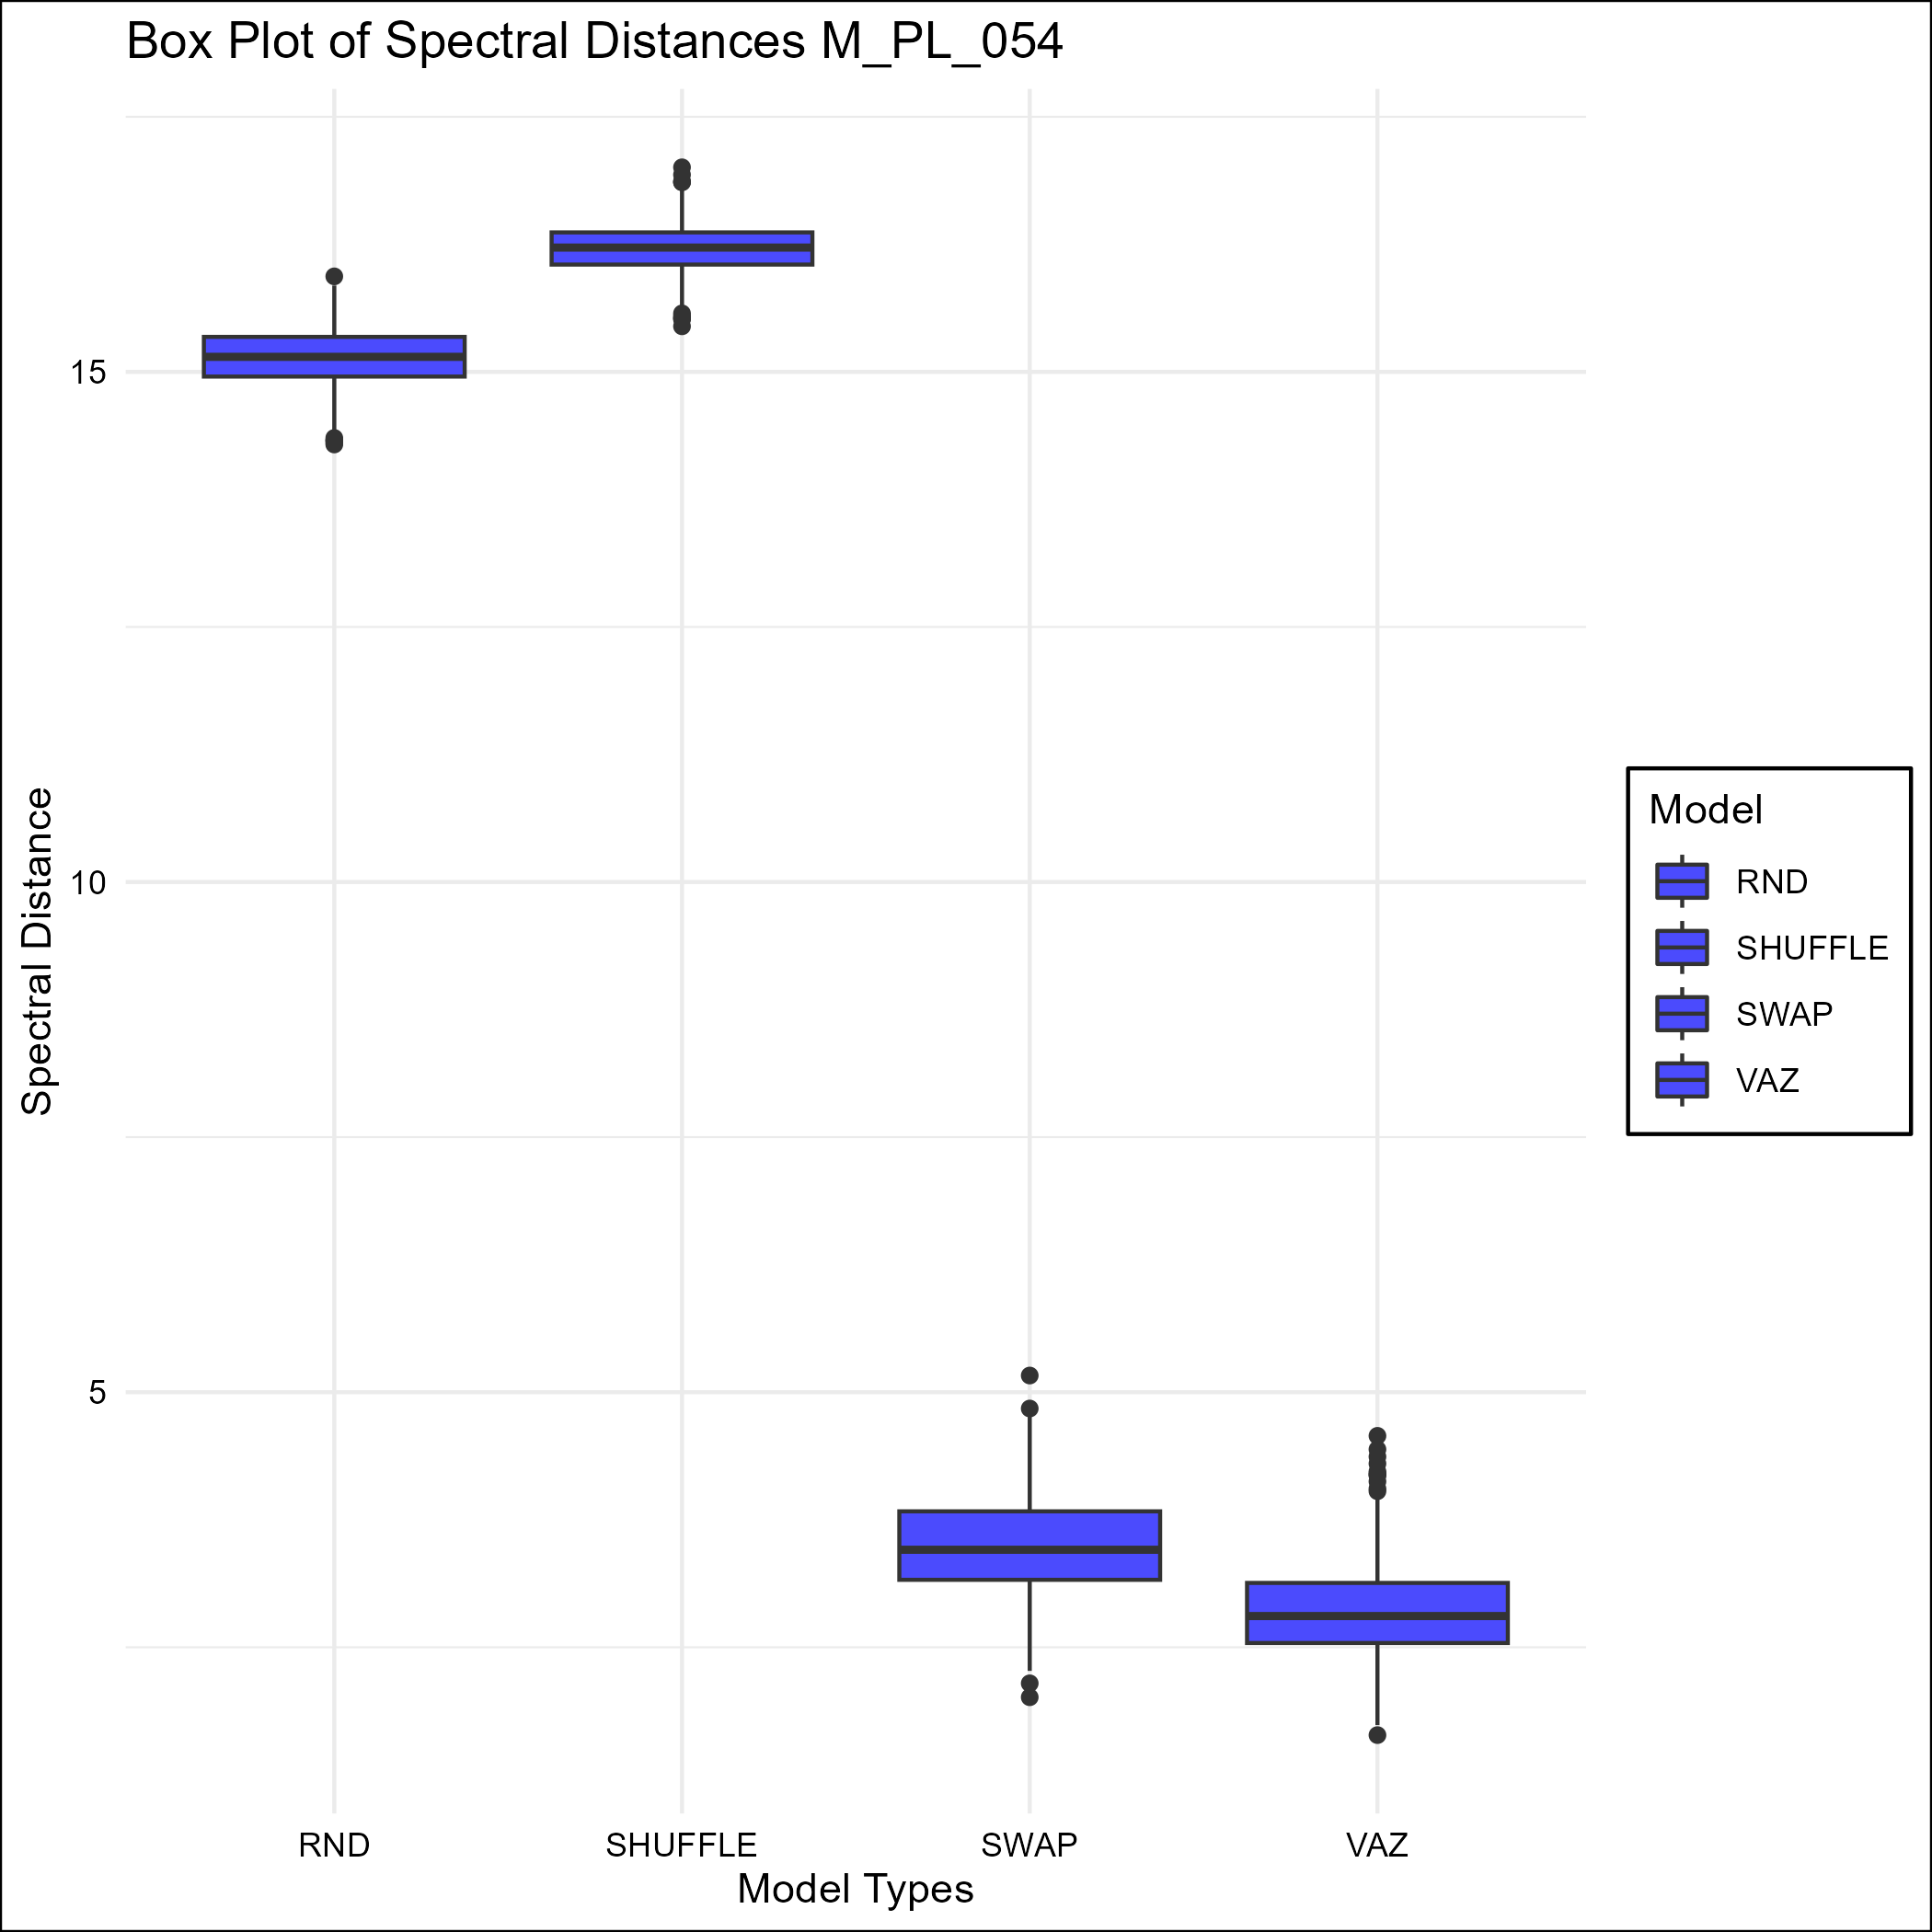 Box Plot of Spectral Distances M_PL_054
Spectral Distance
15
10
5
RND
SHUFFLE
SWAP
VAZ
Model Types
Model
RND
SHUFFLE
SWAP
VAZ